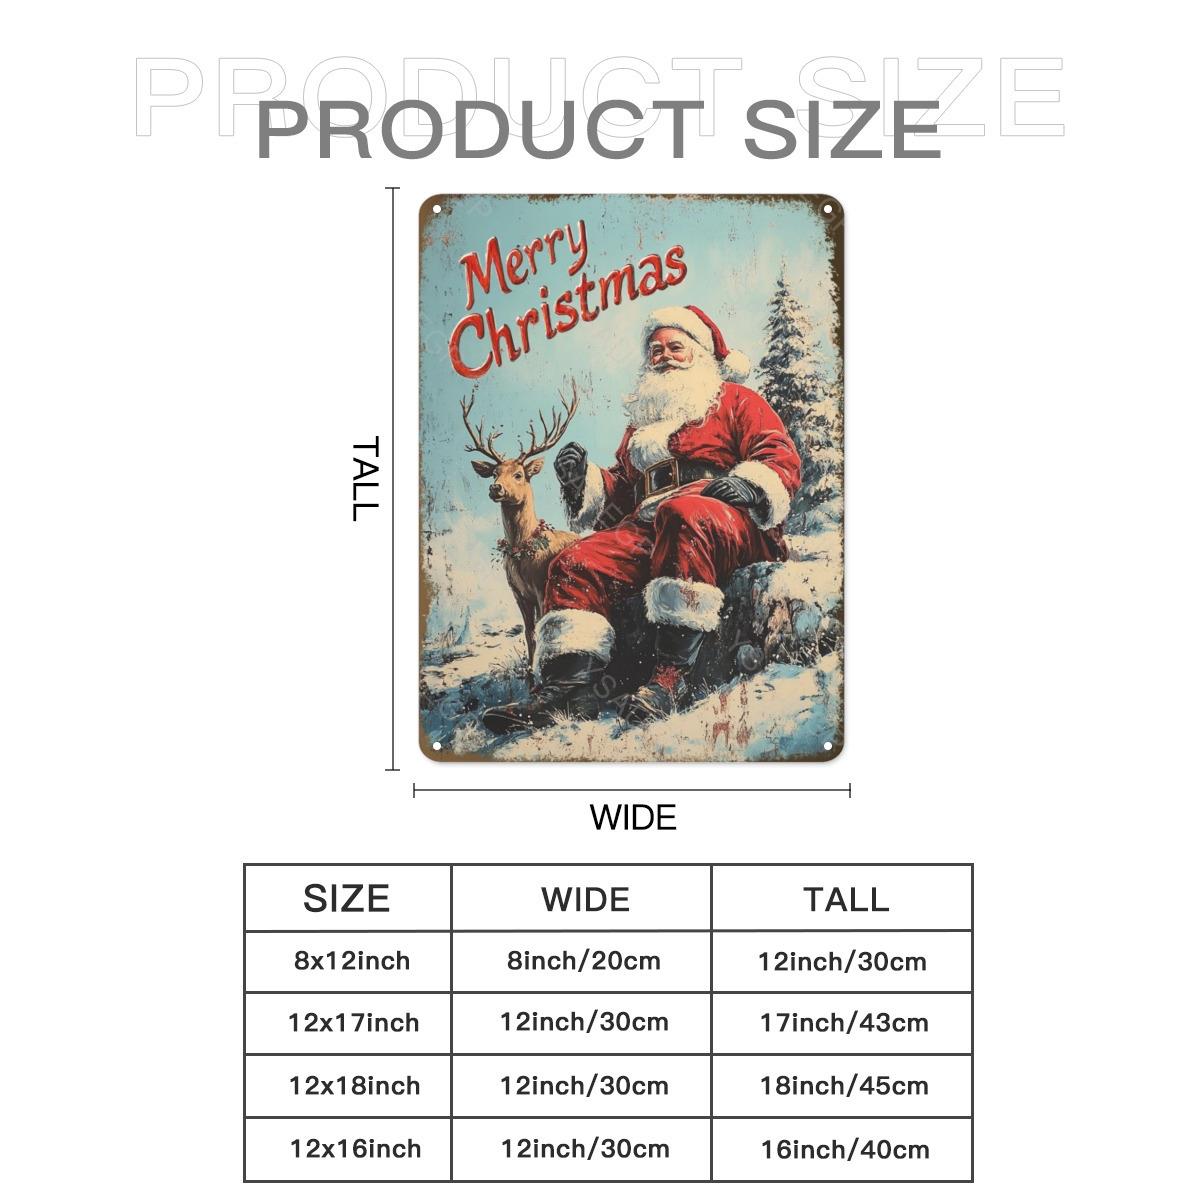 PRODUCT SIZE
PRODUCT SIZE
Merry
Christmas
TALL
WIDE
SIZE WIDE TALL
8x12inch 8inch/20cm 12inch/30cm
12x17inch 12inch/30cm 17inch/43cm
12x18inch 12inch/30cm 18inch/45cm
12x16inch 12inch/30cm 16inch/40cm